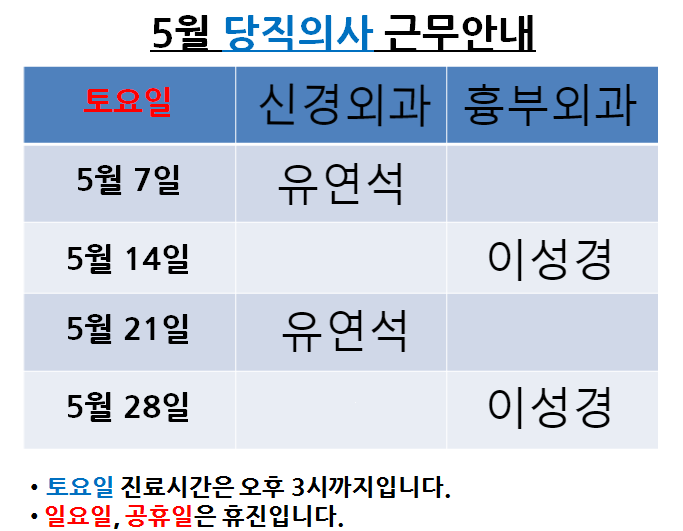 5월 당직의사 근무안내
토요일 신경외과 흉부외과
5월 7일 유연석
5월 14일 이성경
5월 21일 유연석
5월 28일 이성경
• 토요일 진료시간은 오후 3시까지입니다.
• 일요일, 공휴일은 휴진입니다.